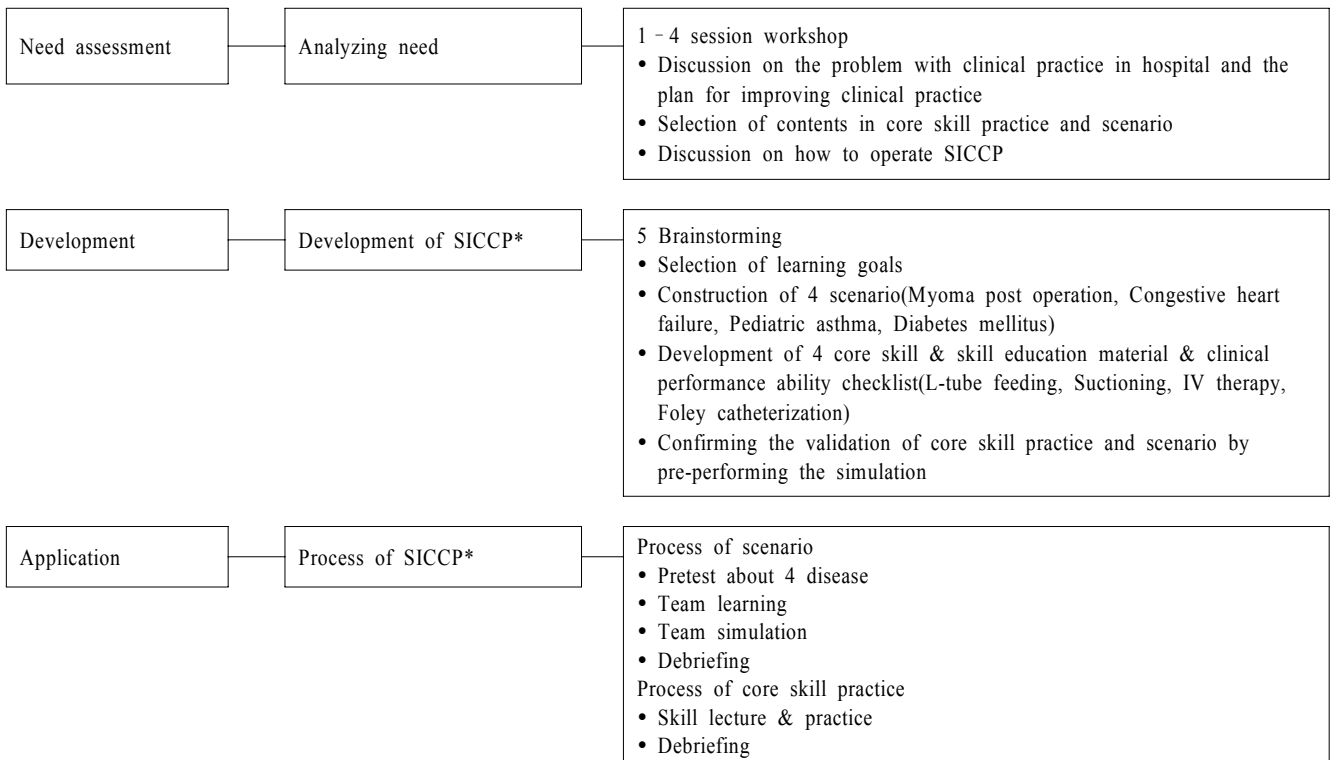 Need assessment
Analyzing need
1–4 session workshop
• Discussion on the problem with clinical practice in hospital and the
plan for improving clinical practice
• Selection of contents in core skill practice and scenario
• Discussion on how to operate SICCP
Development
Development of SICCP*
5 Brainstorming
• Selection of learning goals
• Construction of 4 scenario(Myoma post operation, Congestive heart
failure, Pediatric asthma, Diabetes mellitus)
• Development of 4 core skill & skill education material & clinical
performance ability checklist(L-tube feeding, Suctioning, IV therapy,
Foley catheterization)
• Confirming the validation of core skill practice and scenario by
pre-performing the simulation
Application
Process of SICCP*
Process of scenario
• Pretest about 4 disease
• Team learning
• Team simulation
• Debriefing
Process of core skill practice
• Skill lecture & practice
• Debriefing